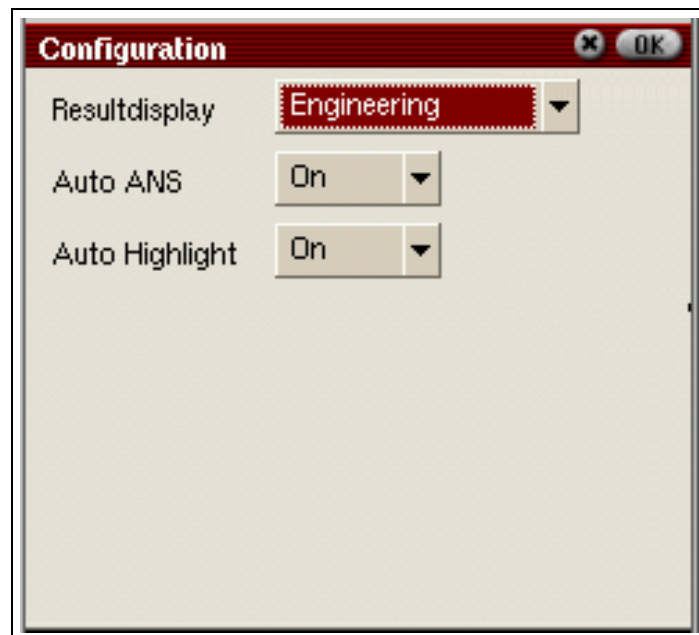 Configuration OK
Resultdisplay Engineering
Auto ANS On
Auto Highlight On